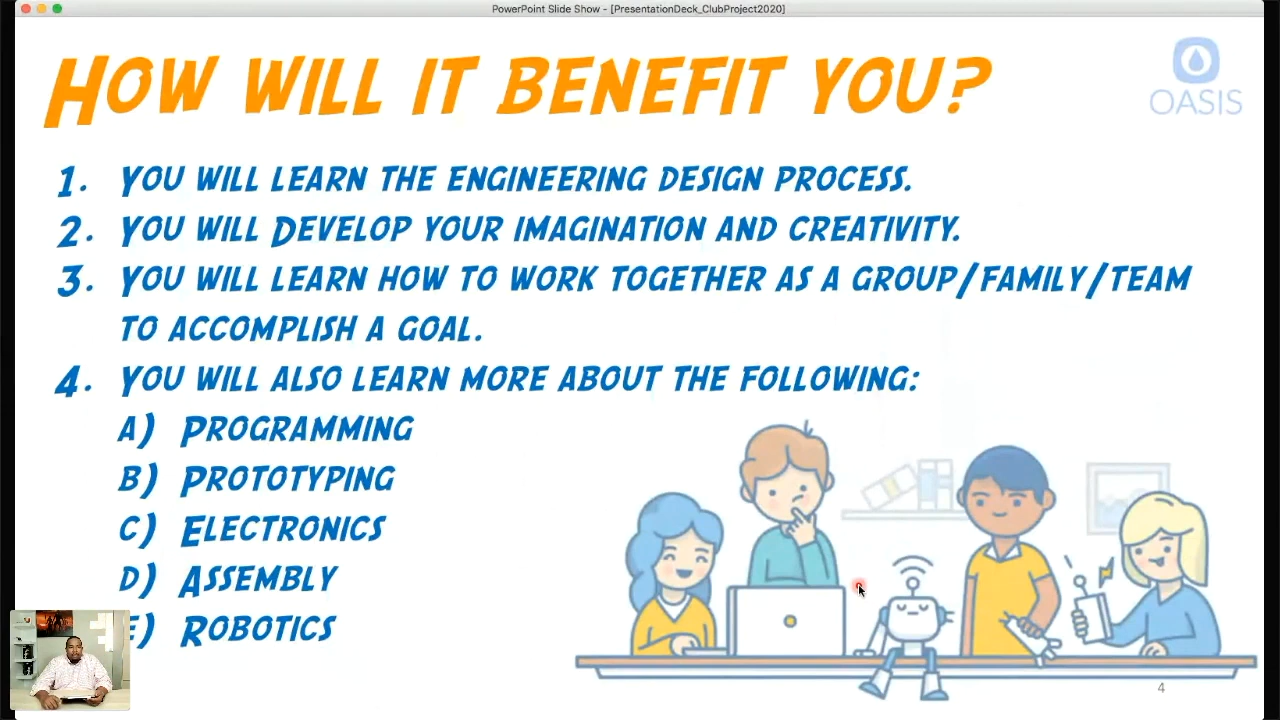 PowerPoint Slide Show - [PresentationDeck_ClubProject2020]
HOW WILL IT BENEFIT YOU?
OASIS
1. YOU WILL LEARN THE ENGINEERING DESIGN PROCESS.
2. YOU WILL DEVELOP YOUR IMAGINATION AND CREATIVITY.
3. YOU WILL LEARN HOW TO WORK TOGETHER AS A GROUP/FAMILY/TEAM
TO ACCOMPLISH A GOAL.
4. YOU WILL ALSO LEARN MORE ABOUT THE FOLLOWING:
A) PROGRAMMING
B) PROTOTYPING
C) ELECTRONICS
D) ASSEMBLY
E) ROBOTICS
4